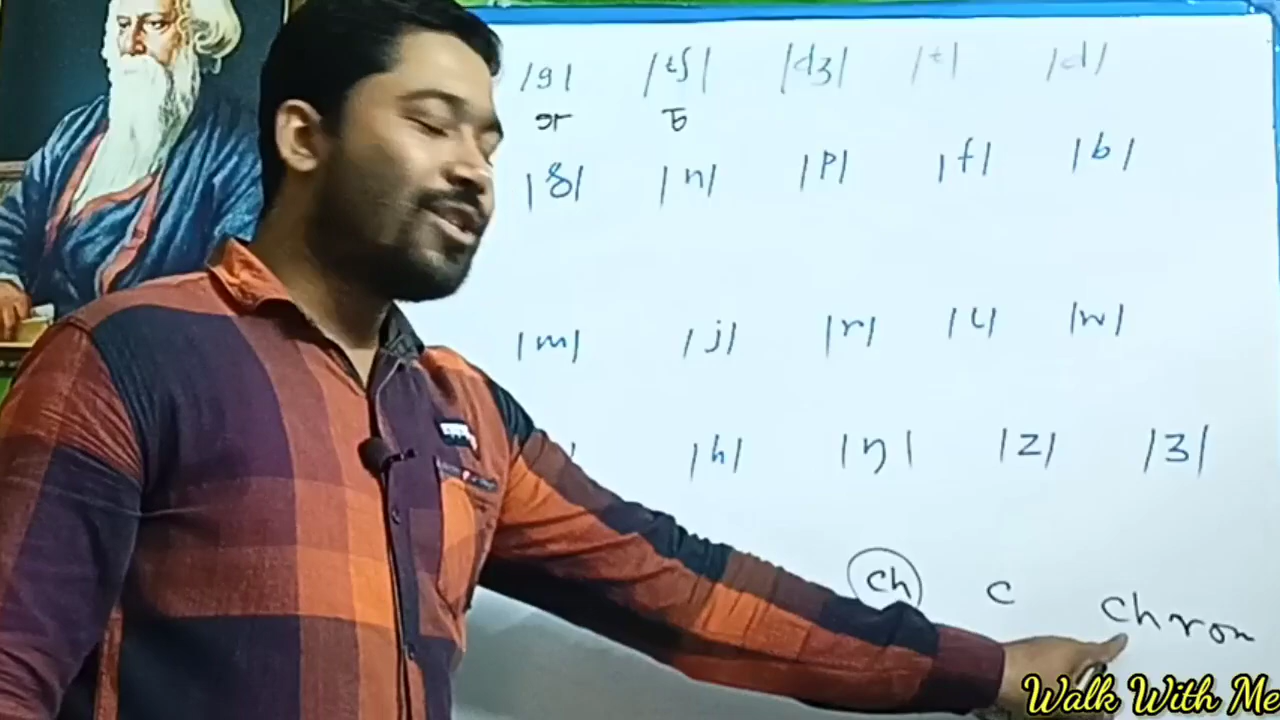 /g/ /tʃ/ /dʒ/ /t/ /d/
গ চ
/n/ /p/ /f/ /b/
/m/ /j/ /r/ /l/ /w/
/ /h/ /ŋ/ /z/ /ʒ/
ch c chron
Walk With Me